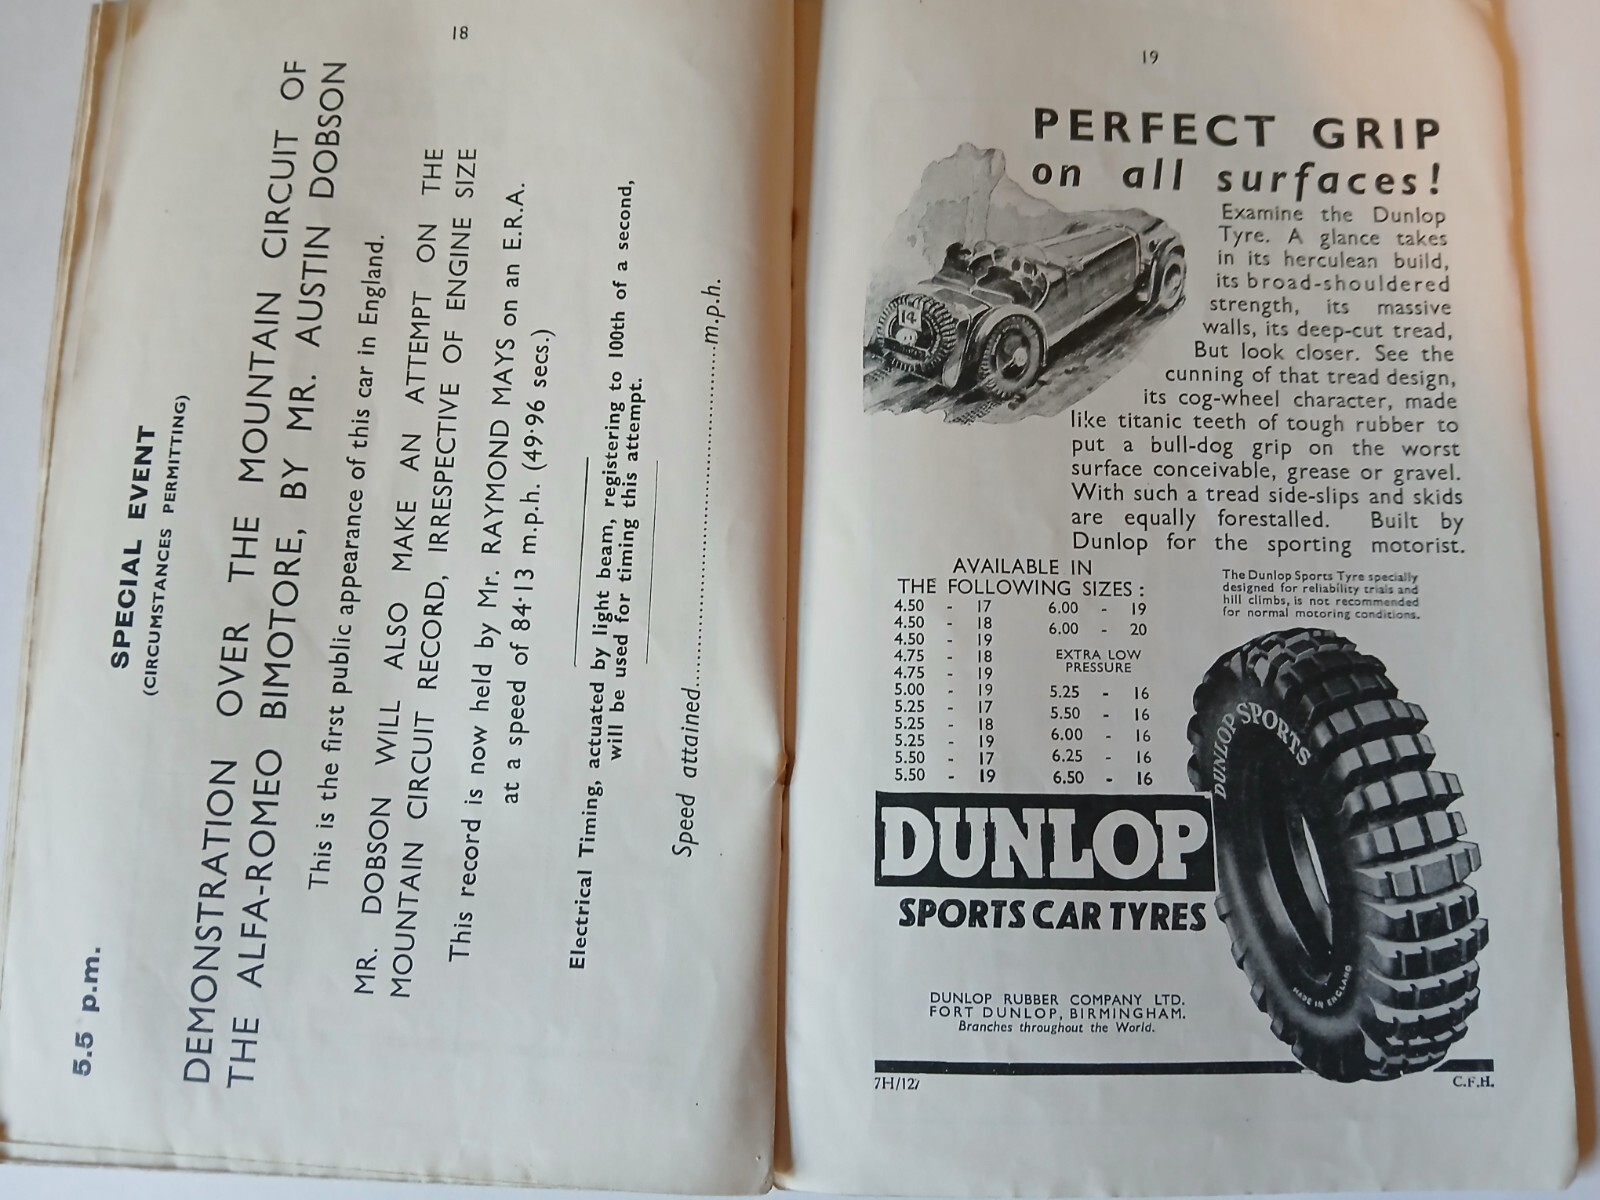 18
5.5 p.m.
SPECIAL EVENT
(CIRCUMSTANCES PERMITTING)
DEMONSTRATION OVER THE MOUNTAIN CIRCUIT OF
THE ALFA-ROMEO BIMOTORE, BY MR. AUSTIN DOBSON
This is the first public appearance of this car in England.
MR. DOBSON WILL ALSO MAKE AN ATTEMPT ON THE
MOUNTAIN CIRCUIT RECORD, IRRESPECTIVE OF ENGINE SIZE
This record is now held by Mr. RAYMOND MAYS on an E.R.A.
at a speed of 84·13 m.p.h. (49·96 secs.)
Electrical Timing, actuated by light beam, registering to 100th of a second,
will be used for timing this attempt.
Speed attained........................................m.p.h.
19
PERFECT GRIP
on all surfaces!
Examine the Dunlop
Tyre. A glance takes
in its herculean build,
its broad-shouldered
strength, its massive
walls, its deep-cut tread,
But look closer. See the
cunning of that tread design,
its cog-wheel character, made
like titanic teeth of tough rubber to
put a bull-dog grip on the worst
surface conceivable, grease or gravel.
With such a tread side-slips and skids
are equally forestalled. Built by
Dunlop for the sporting motorist.
14
AVAILABLE IN
THE FOLLOWING SIZES :
4.50 - 17
4.50 - 18
4.50 - 19
4.75 - 18
4.75 - 19
5.00 - 19
5.25 - 17
5.25 - 18
5.25 - 19
5.50 - 17
5.50 - 19
6.00 - 19
6.00 - 20
EXTRA LOW
PRESSURE
5.25 - 16
5.50 - 16
6.00 - 16
6.25 - 16
6.50 - 16
The Dunlop Sports Tyre specially
designed for reliability trials and
hill climbs, is not recommended
for normal motoring conditions.
DUNLOP SPORTS
MADE IN ENGLAND
DUNLOP
SPORTS CAR TYRES
DUNLOP RUBBER COMPANY LTD.
FORT DUNLOP, BIRMINGHAM.
Branches throughout the World.
C.F.H.